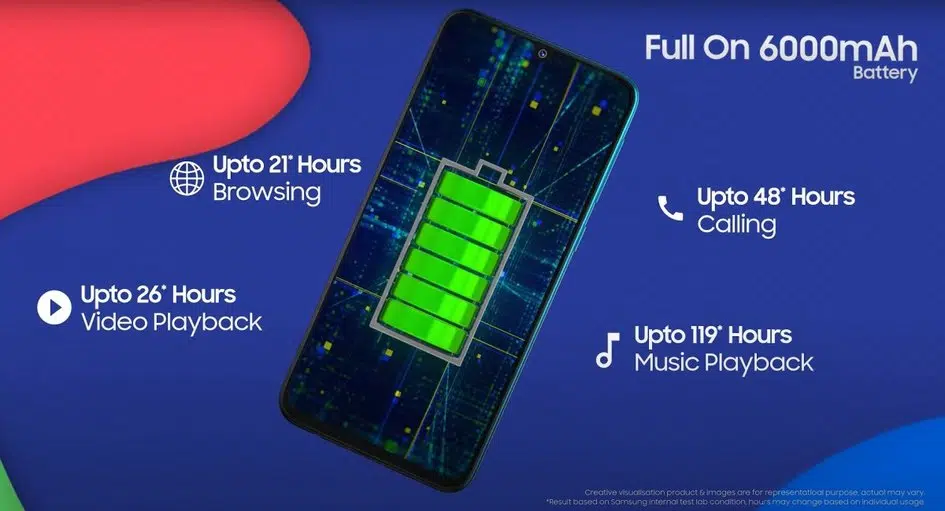 Full On 6000mAh
Battery
Upto 21* Hours
Browsing
Upto 48* Hours
Calling
Upto 26* Hours
Video Playback
Upto 119* Hours
Music Playback
Creative visualisation product & images are for representational purpose, actual may vary.
*Result based on Samsung internal test lab condition, hours may change based on individual usage